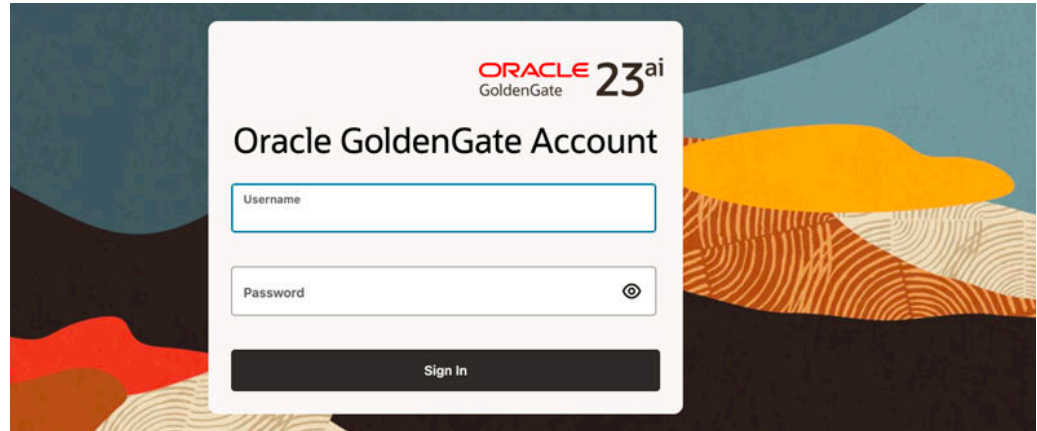 ORACLE 23ai
GoldenGate
Oracle GoldenGate Account
Username
Password
Sign In